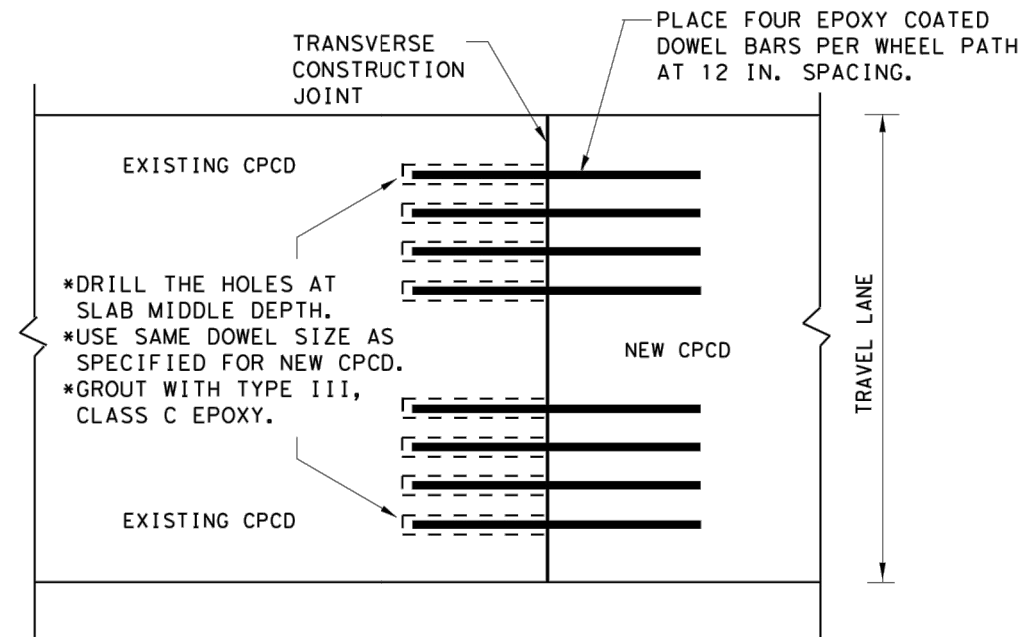 PLACE FOUR EPOXY COATED
DOWEL BARS PER WHEEL PATH
AT 12 IN. SPACING.
TRANSVERSE
CONSTRUCTION
JOINT
EXISTING CPCD
*DRILL THE HOLES AT
SLAB MIDDLE DEPTH.
*USE SAME DOWEL SIZE AS
SPECIFIED FOR NEW CPCD.
*GROUT WITH TYPE III,
CLASS C EPOXY.
NEW CPCD
TRAVEL LANE
EXISTING CPCD